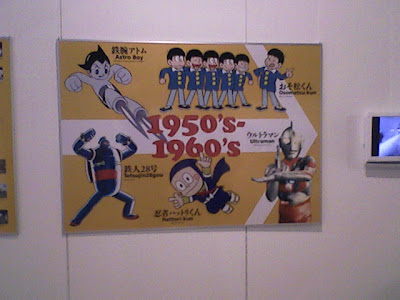 鉄腕アトム
Astro Boy
おそ松くん
Osomatsu Kun
1950's-
1960's
ウルトラマン
Ultraman
鉄人28号
Tetsujin28gou
忍者ハットリくん
Hattori Kun